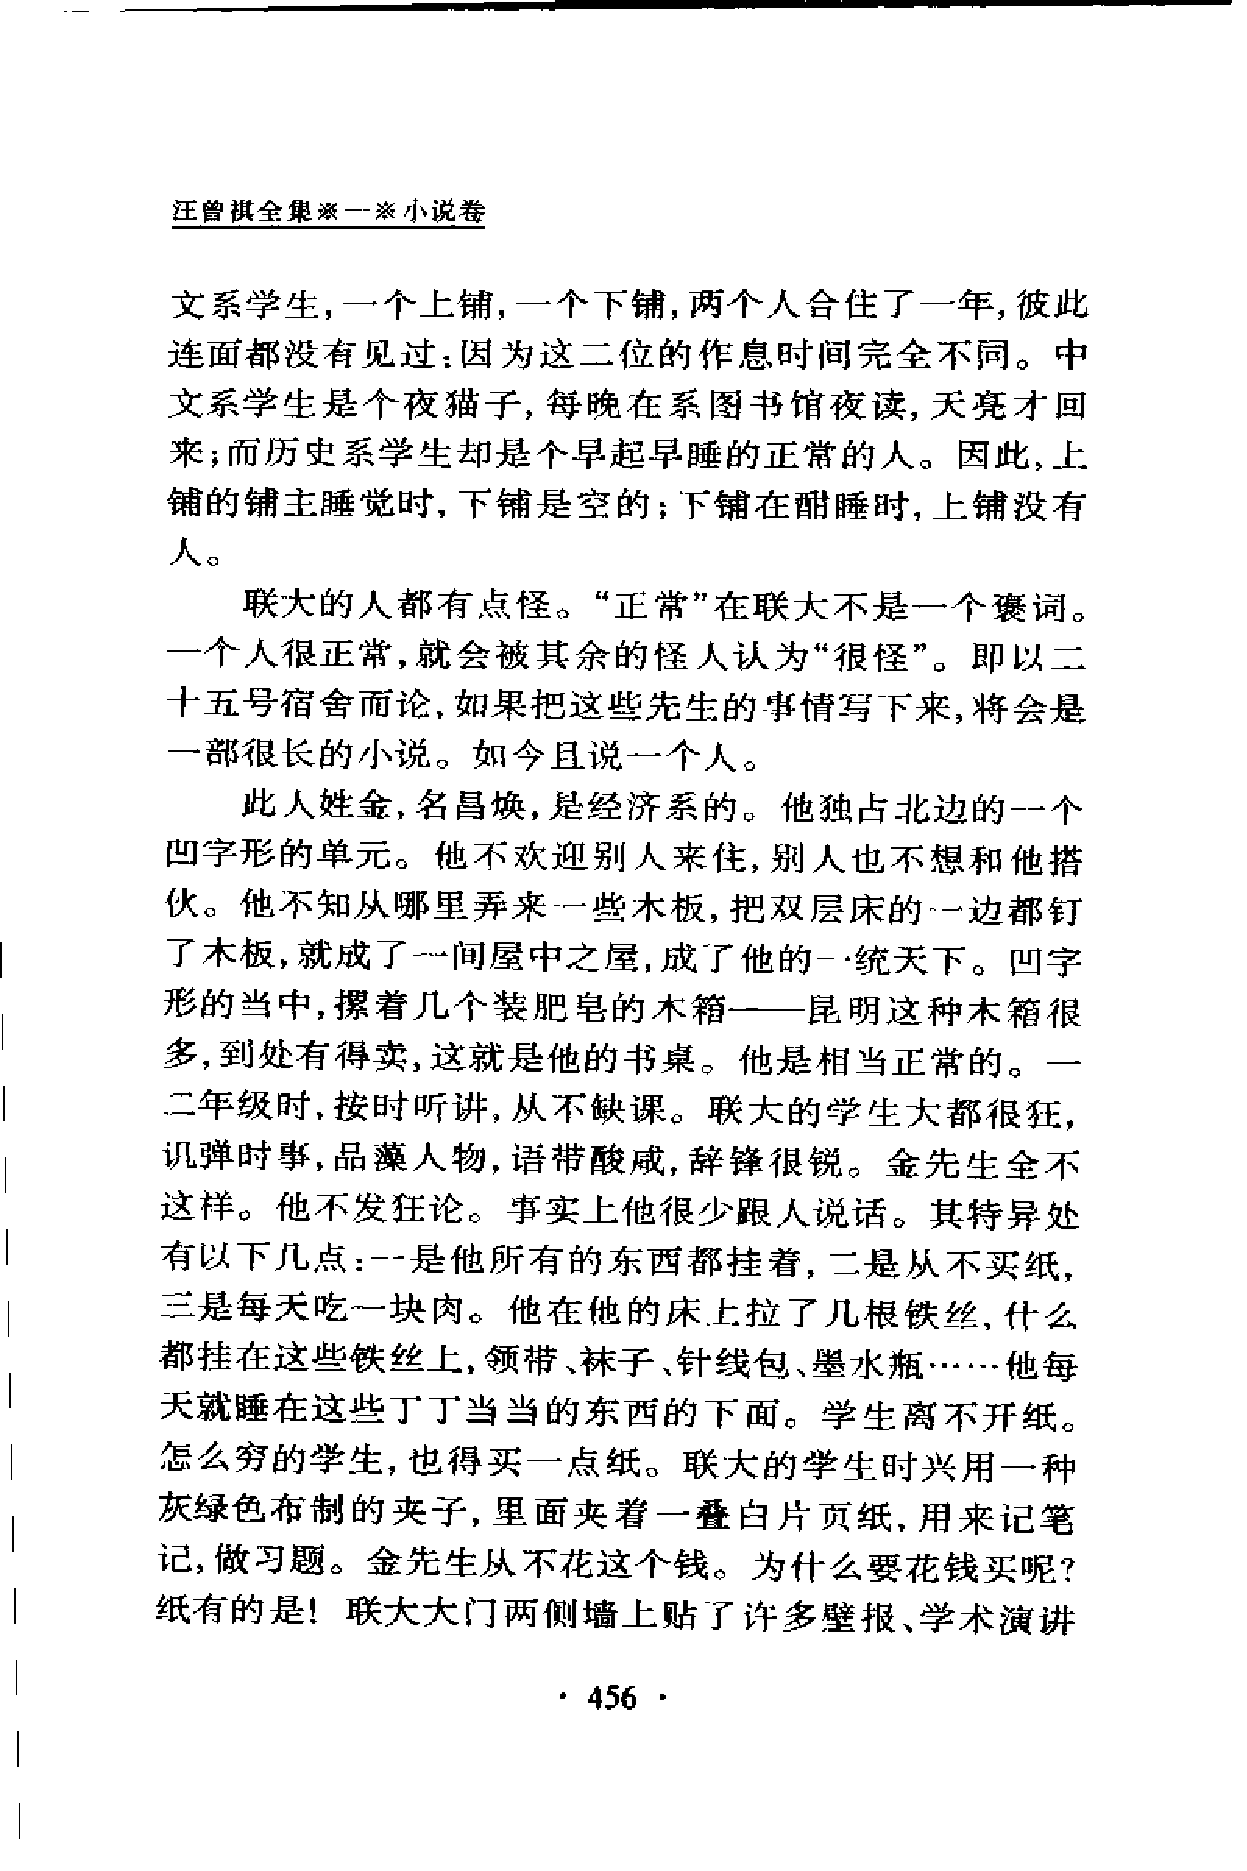 汪曾祺全集※一※小说卷
文系学生,一个上铺,一个下铺,两个人合住了一年,彼此
连面都没有见过:因为这二位的作息时间完全不同。中
文系学生是个夜猫子,每晚在系图书馆夜读,天亮才回
来;而历史系学生却是个早起早睡的正常的人。因此,上
铺的铺主睡觉时,下铺是空的;下铺在酣睡时,上铺没有
人。
联大的人都有点怪。“正常”在联大不是一个褒词。
一个人很正常,就会被其余的怪人认为“很怪”。即以二
十五号宿舍而论,如果把这些先生的事情写下来,将会是
一部很长的小说。如今且说一个人。
此人姓金,名昌焕,是经济系的。他独占北边的一个
凹字形的单元。他不欢迎别人来住,别人也不想和他搭
伙。他不知从哪里弄来一些木板,把双层床的一边都钉
了木板,就成了一间屋中之屋,成了他的一统天下。凹字
形的当中,摞着几个装肥皂的木箱——昆明这种木箱很
多,到处有得卖,这就是他的书桌。他是相当正常的。一
二年级时,按时听讲,从不缺课。联大的学生大都很狂,
讥弹时事,品藻人物,语带酸咸,辞锋很锐。金先生全不
这样。他不发狂论。事实上他很少跟人说话。其特异处
有以下几点:一是他所有的东西都挂着,二是从不买纸,
三是每天吃一块肉。他在他的床上拉了几根铁丝,什么
都挂在这些铁丝上,领带、袜子、针线包、墨水瓶……他每
天就睡在这些丁丁当当的东西的下面。学生离不开纸。
怎么穷的学生,也得买一点纸。联大的学生时兴用一种
灰绿色布制的夹子,里面夹着一叠白片页纸,用来记笔
记,做习题。金先生从不花这个钱。为什么要花钱买呢?
纸有的是!联大大门两侧墙上贴了许多壁报、学术演讲
· 456 ·